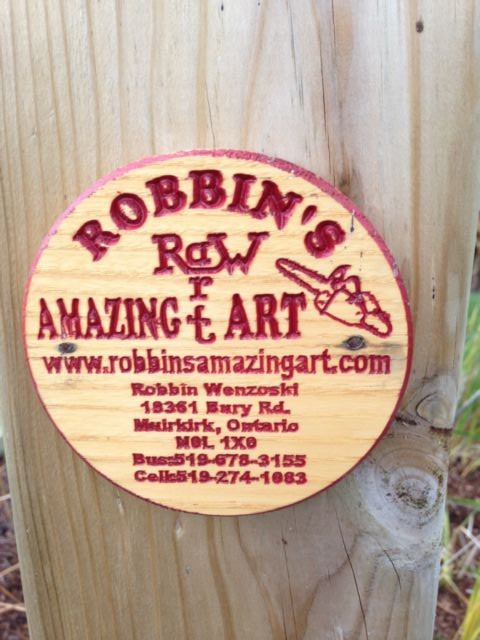 ROBBIN'S
RaW
r
AMAZING t ART
www.robbinsamazingart.com
Robbin Wenzoski
18361 Bury Rd.
Muirkirk, Ontario
N0L 1X0
Bus:519-678-3155
Cell:519-274-1083